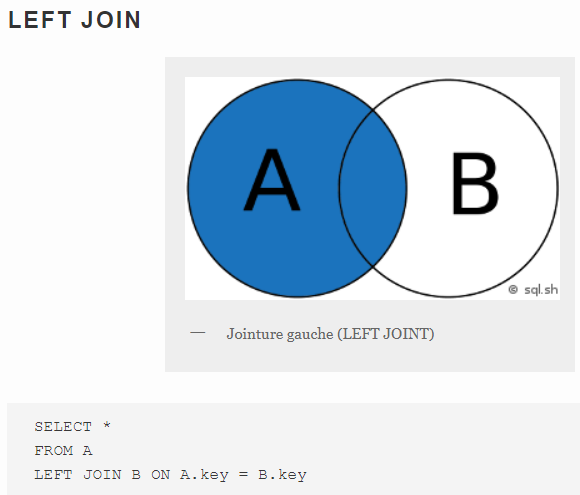 LEFT JOIN
A
B
© sql.sh
— Jointure gauche (LEFT JOINT)
SELECT *
FROM A
LEFT JOIN B ON A.key = B.key